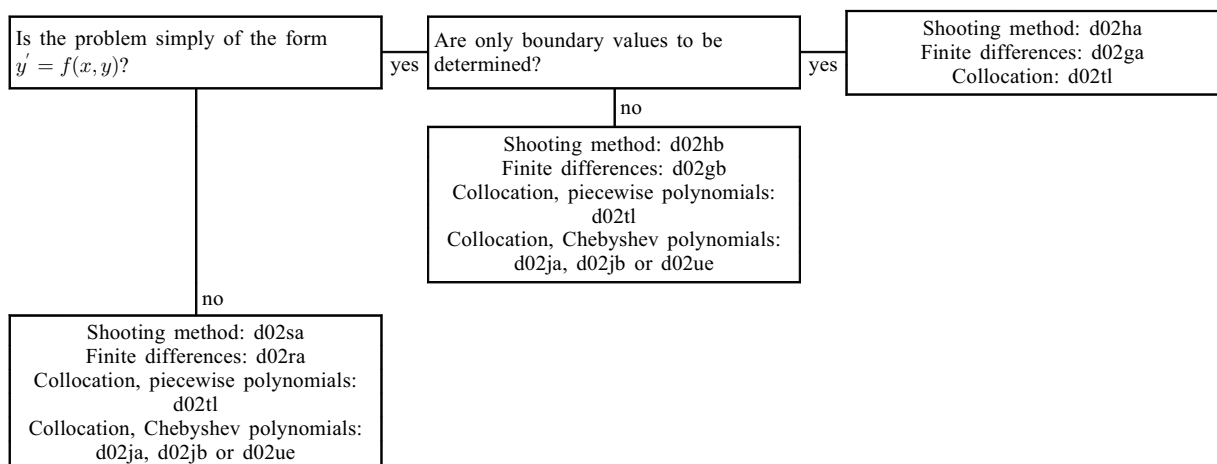 Is the problem simply of the form
y′ = f(x, y)?
yes
Are only boundary values to be
determined?
yes
Shooting method: d02ha
Finite differences: d02ga
Collocation: d02tl
no
Shooting method: d02hb
Finite differences: d02gb
Collocation, piecewise polynomials:
d02tl
Collocation, Chebyshev polynomials:
d02ja, d02jb or d02ue
no
Shooting method: d02sa
Finite differences: d02ra
Collocation, piecewise polynomials:
d02tl
Collocation, Chebyshev polynomials:
d02ja, d02jb or d02ue